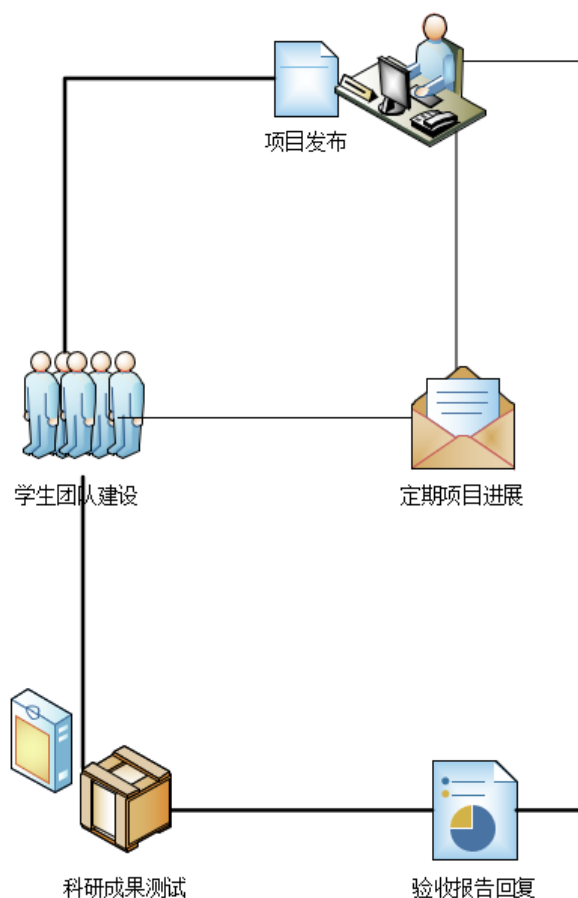 项目发布
学生团队建设
定期项目进展
科研成果测试
验收报告回复